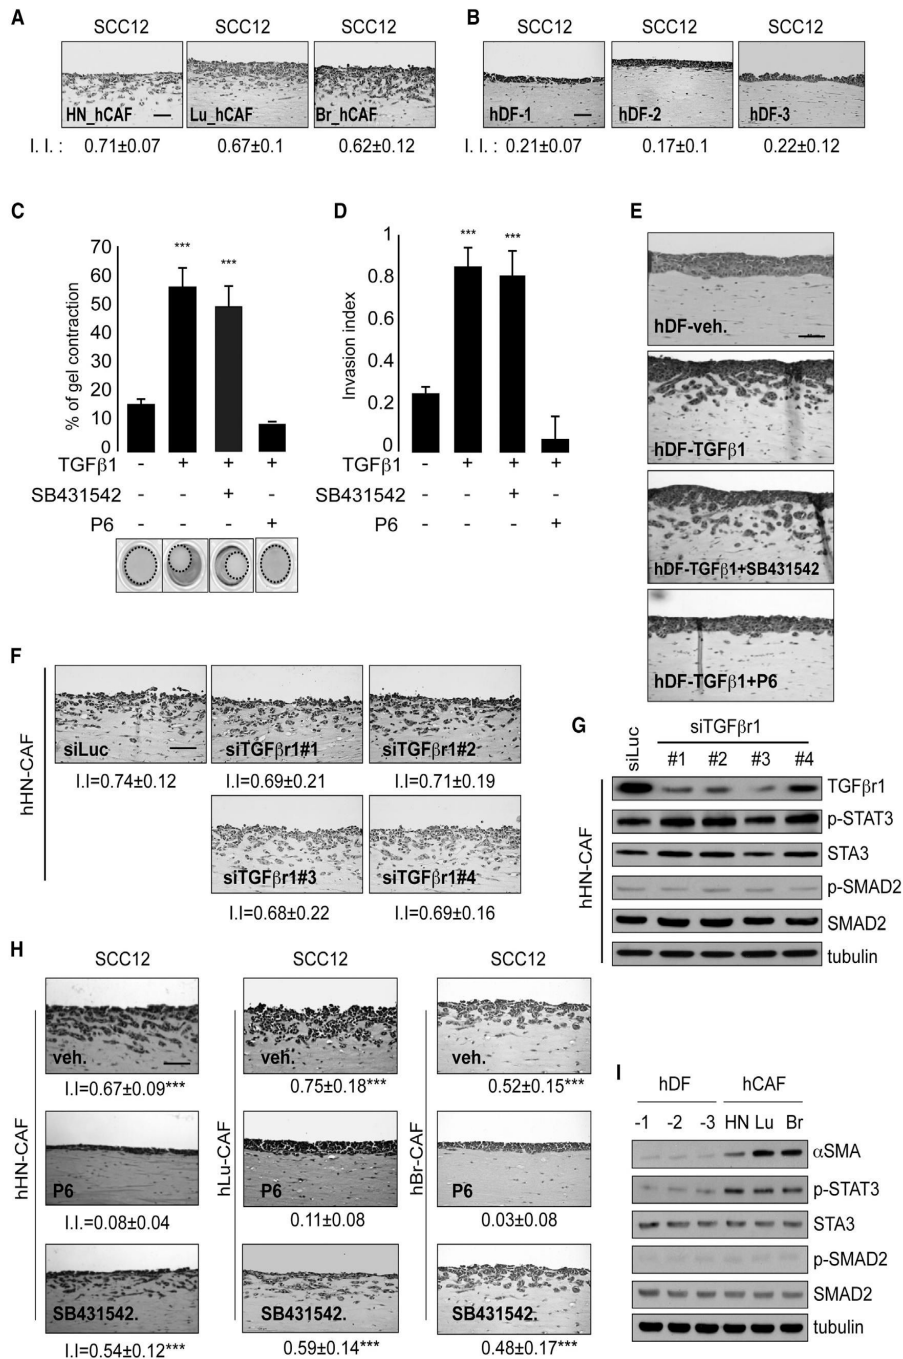 A
SCC12 SCC12 SCC12
HN_hCAF Lu_hCAF Br_hCAF
I. I. : 0.71±0.07 0.67±0.1 0.62±0.12
B
SCC12 SCC12 SCC12
hDF-1 hDF-2 hDF-3
I. I. : 0.21±0.07 0.17±0.1 0.22±0.12
C
% of gel contraction
70
60
50
40
30
20
10
0
*** ***
TGFβ1 - + + +
SB431542 - - + -
P6 - - - +
D
Invasion index
1
0.8
0.6
0.4
0.2
0
*** ***
TGFβ1 - + + +
SB431542 - - + -
P6 - - - +
E
hDF-veh.
hDF-TGFβ1
hDF-TGFβ1+SB431542
hDF-TGFβ1+P6
F
hHN-CAF
siLuc siTGFβr1#1 siTGFβr1#2
I.I=0.74±0.12 I.I=0.69±0.21 I.I=0.71±0.19
siTGFβr1#3 siTGFβr1#4
I.I=0.68±0.22 I.I=0.69±0.16
G
siTGFβr1
siLuc #1 #2 #3 #4
hHN-CAF
TGFβr1
p-STAT3
STA3
p-SMAD2
SMAD2
tubulin
H
SCC12 SCC12 SCC12
hHN-CAF hLu-CAF hBr-CAF
veh. veh. veh.
I.I=0.67±0.09*** 0.75±0.18*** 0.52±0.15***
P6 P6 P6
I.I.=0.08±0.04 0.11±0.08 0.03±0.08
SB431542. SB431542. SB431542.
I.I=0.54±0.12*** 0.59±0.14*** 0.48±0.17***
I
hDF hCAF
-1 -2 -3 HN Lu Br
αSMA
p-STAT3
STA3
p-SMAD2
SMAD2
tubulin